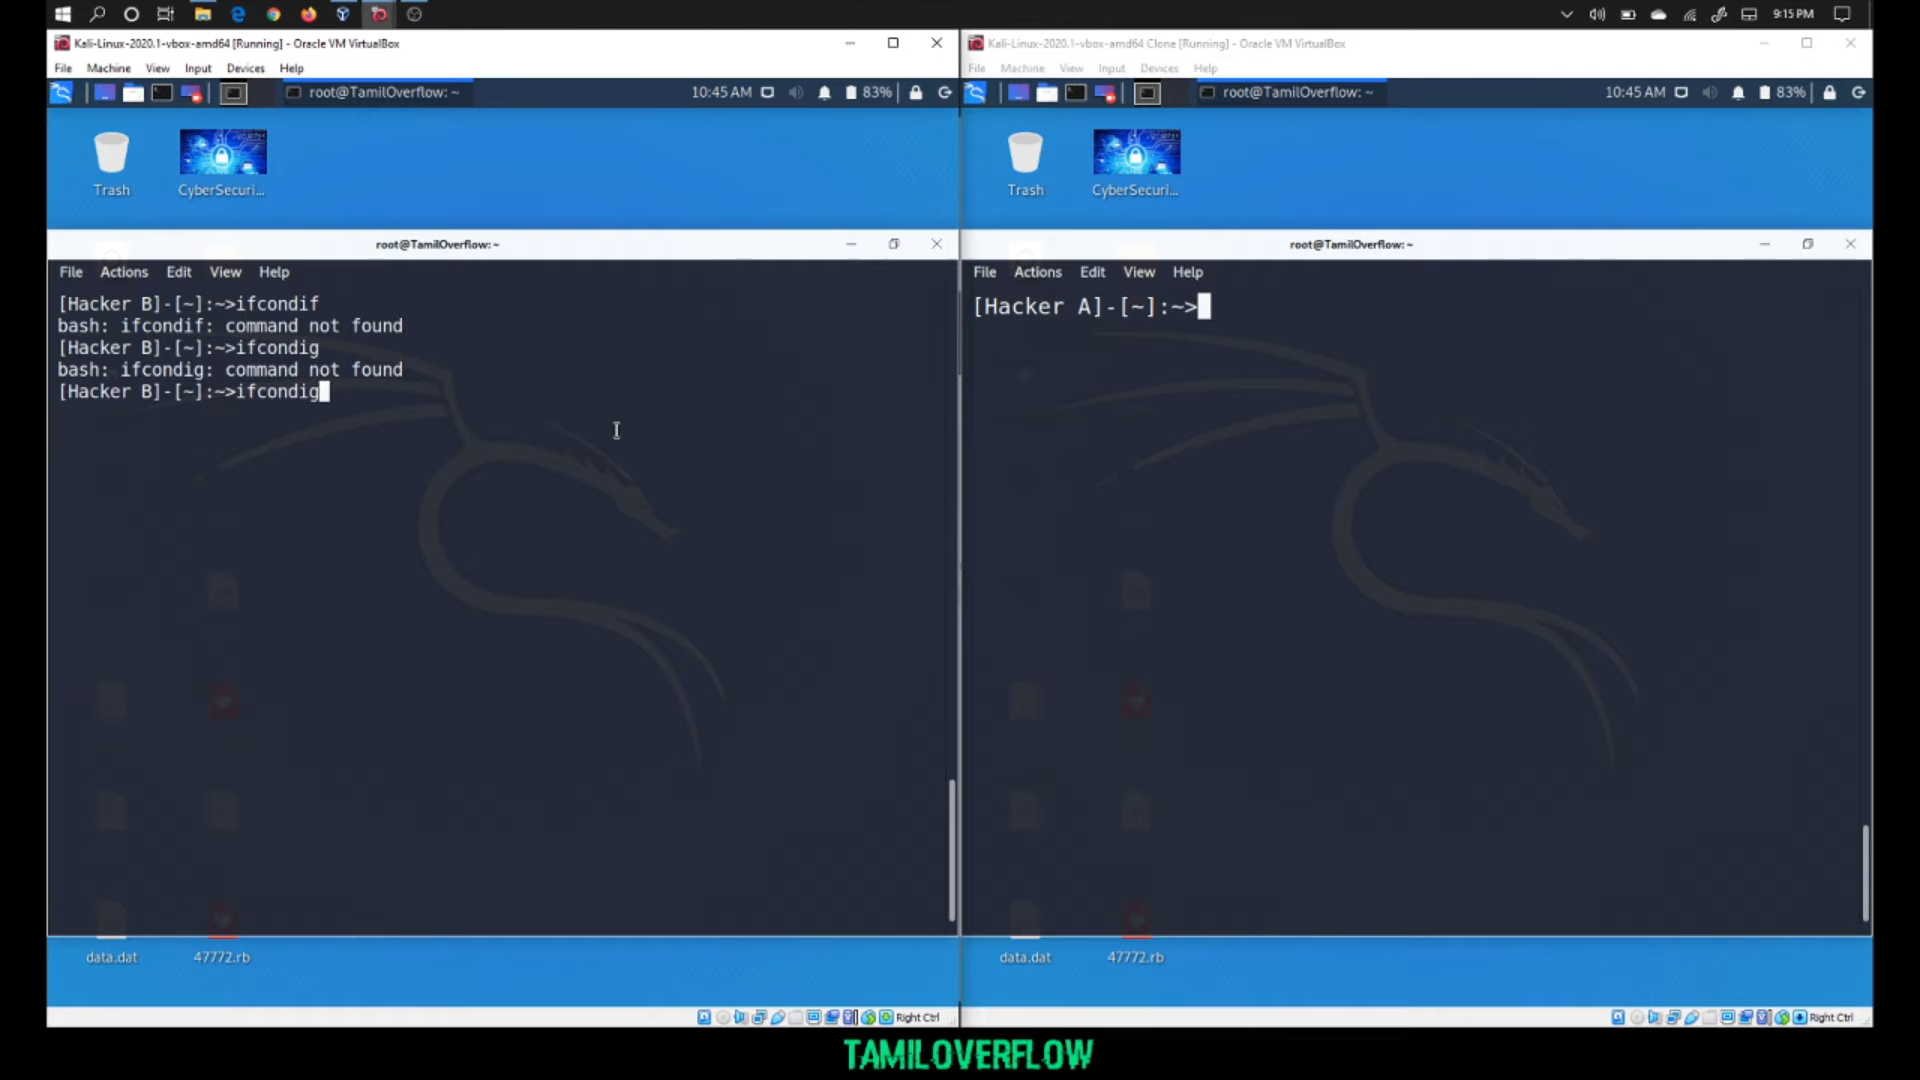 9:15 PM
Kali-Linux-2020.1-vbox-amd64 [Running] - Oracle VM VirtualBox
File Machine View Input Devices Help
root@TamilOverflow: ~
10:45 AM
83%
Trash
CyberSecuri...
root@TamilOverflow: ~
File Actions Edit View Help
[Hacker B]-[~]:~>ifcondif
bash: ifcondif: command not found
[Hacker B]-[~]:~>ifcondig
bash: ifcondig: command not found
[Hacker B]-[~]:~>ifcondig
data.dat
47772.rb
Right Ctrl
Kali-Linux-2020.1-vbox-amd64 Clone [Running] - Oracle VM VirtualBox
File Machine View Input Devices Help
root@TamilOverflow: ~
10:45 AM
83%
Trash
CyberSecuri...
root@TamilOverflow: ~
File Actions Edit View Help
[Hacker A]-[~]:~>
data.dat
47772.rb
Right Ctrl
TAMILOVERFLOW